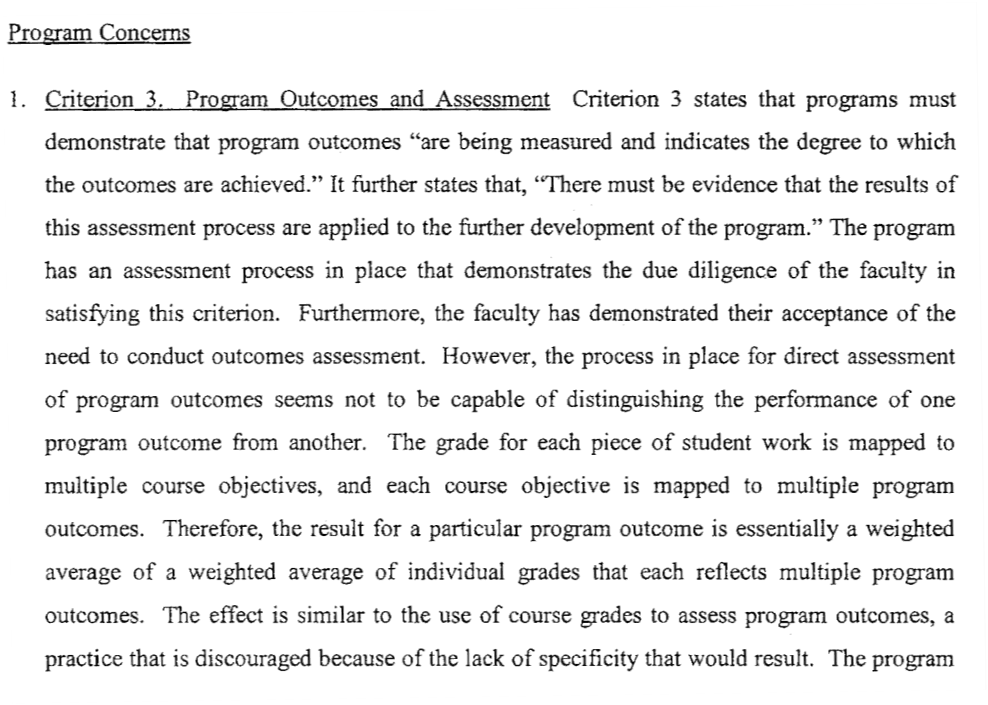 Program Concerns
1. Criterion 3. Program Outcomes and Assessment Criterion 3 states that programs must
demonstrate that program outcomes “are being measured and indicates the degree to which
the outcomes are achieved.” It further states that, “There must be evidence that the results of
this assessment process are applied to the further development of the program.” The program
has an assessment process in place that demonstrates the due diligence of the faculty in
satisfying this criterion. Furthermore, the faculty has demonstrated their acceptance of the
need to conduct outcomes assessment. However, the process in place for direct assessment
of program outcomes seems not to be capable of distinguishing the performance of one
program outcome from another. The grade for each piece of student work is mapped to
multiple course objectives, and each course objective is mapped to multiple program
outcomes. Therefore, the result for a particular program outcome is essentially a weighted
average of a weighted average of individual grades that each reflects multiple program
outcomes. The effect is similar to the use of course grades to assess program outcomes, a
practice that is discouraged because of the lack of specificity that would result. The program